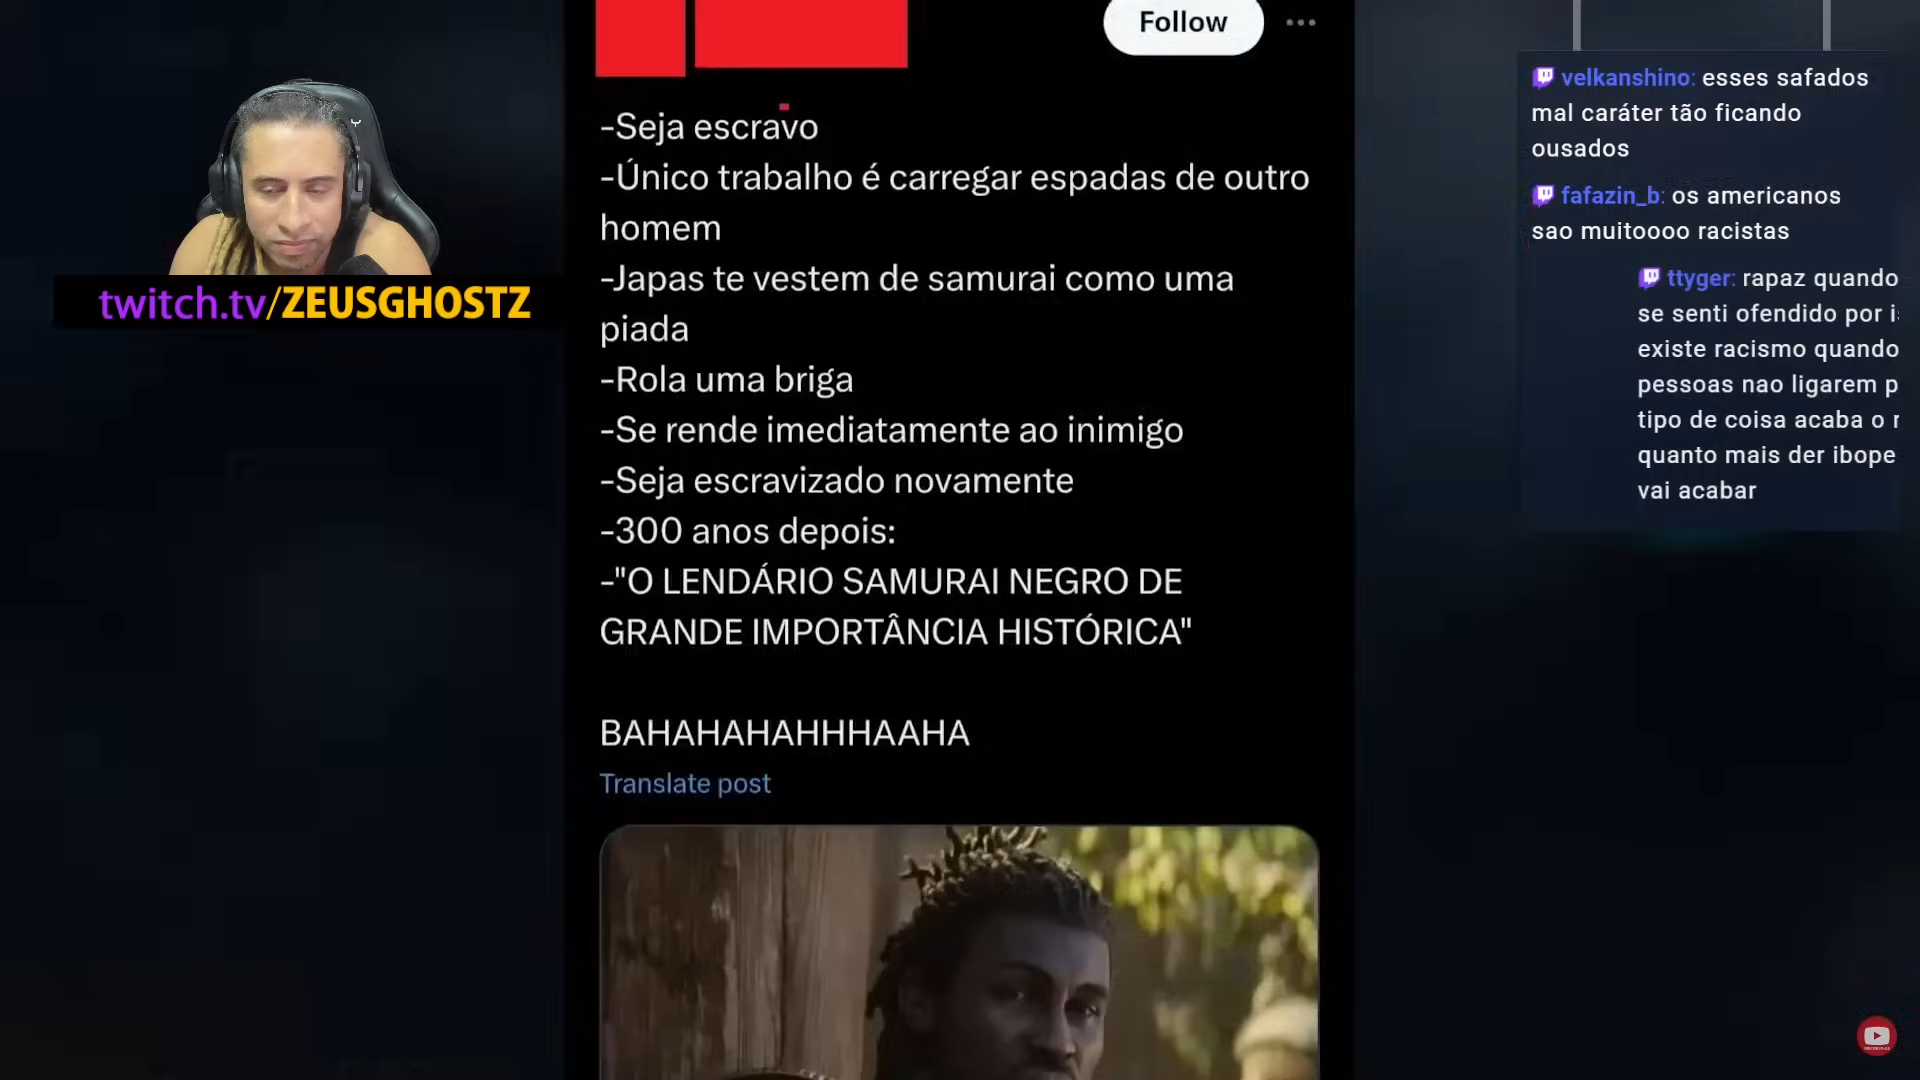 Follow
-Seja escravo
-Único trabalho é carregar espadas de outro
homem
-Japas te vestem de samurai como uma
piada
-Rola uma briga
-Se rende imediatamente ao inimigo
-Seja escravizado novamente
-300 anos depois:
-"O LENDÁRIO SAMURAI NEGRO DE
GRANDE IMPORTÂNCIA HISTÓRICA"
BAHAHAHAHHHAAHA
Translate post
twitch.tv/ZEUSGHOSTZ
velkanshino: esses safados
mal caráter tão ficando
ousados
fafazin_b: os americanos
sao muitoooo racistas
ttyger: rapaz quando
se senti ofendido por
existe racismo quando
pessoas nao ligarem p
tipo de coisa acaba o
quanto mais der ibope
vai acabar